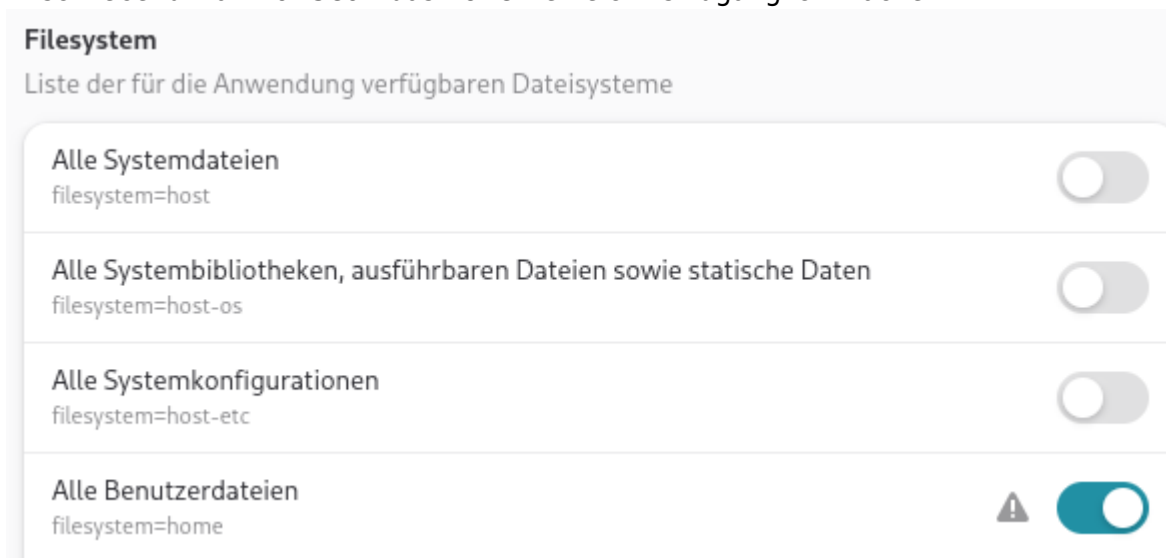 Filesystem
Liste der für die Anwendung verfügbaren Dateisysteme
Alle Systemdateien
filesystem=host
Alle Systembibliotheken, ausführbaren Dateien sowie statische Daten
filesystem=host-os
Alle Systemkonfigurationen
filesystem=host-etc
Alle Benutzerdateien
filesystem=home